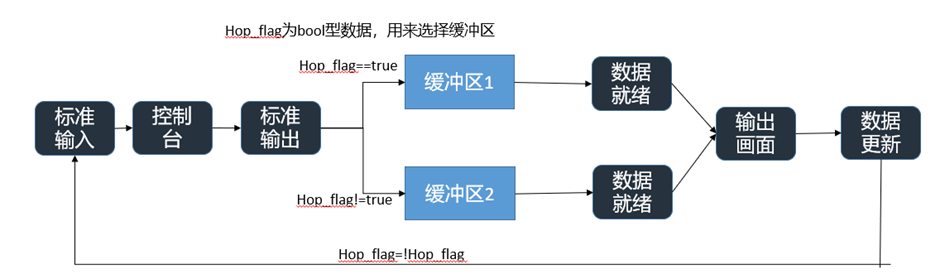 Hop_flag为bool型数据，用来选择缓冲区
Hop_flag==true
缓冲区1
数据
就绪
标准
输入
控制
台
标准
输出
输出
画面
数据
更新
Hop_flag!=true
缓冲区2
数据
就绪
Hop_flag=!Hop_flag